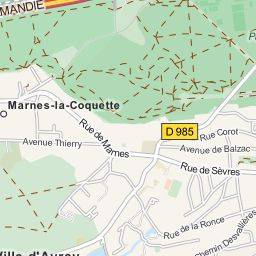 MANDIE
Marnes-la-Coquette
D 985
Rue de Marnes
Rue Corot
Avenue Thierry
Avenue de Balzac
Rue de Sèvres
Rue de la Ronce
Chemin Desvallières
Ville-d'Avray